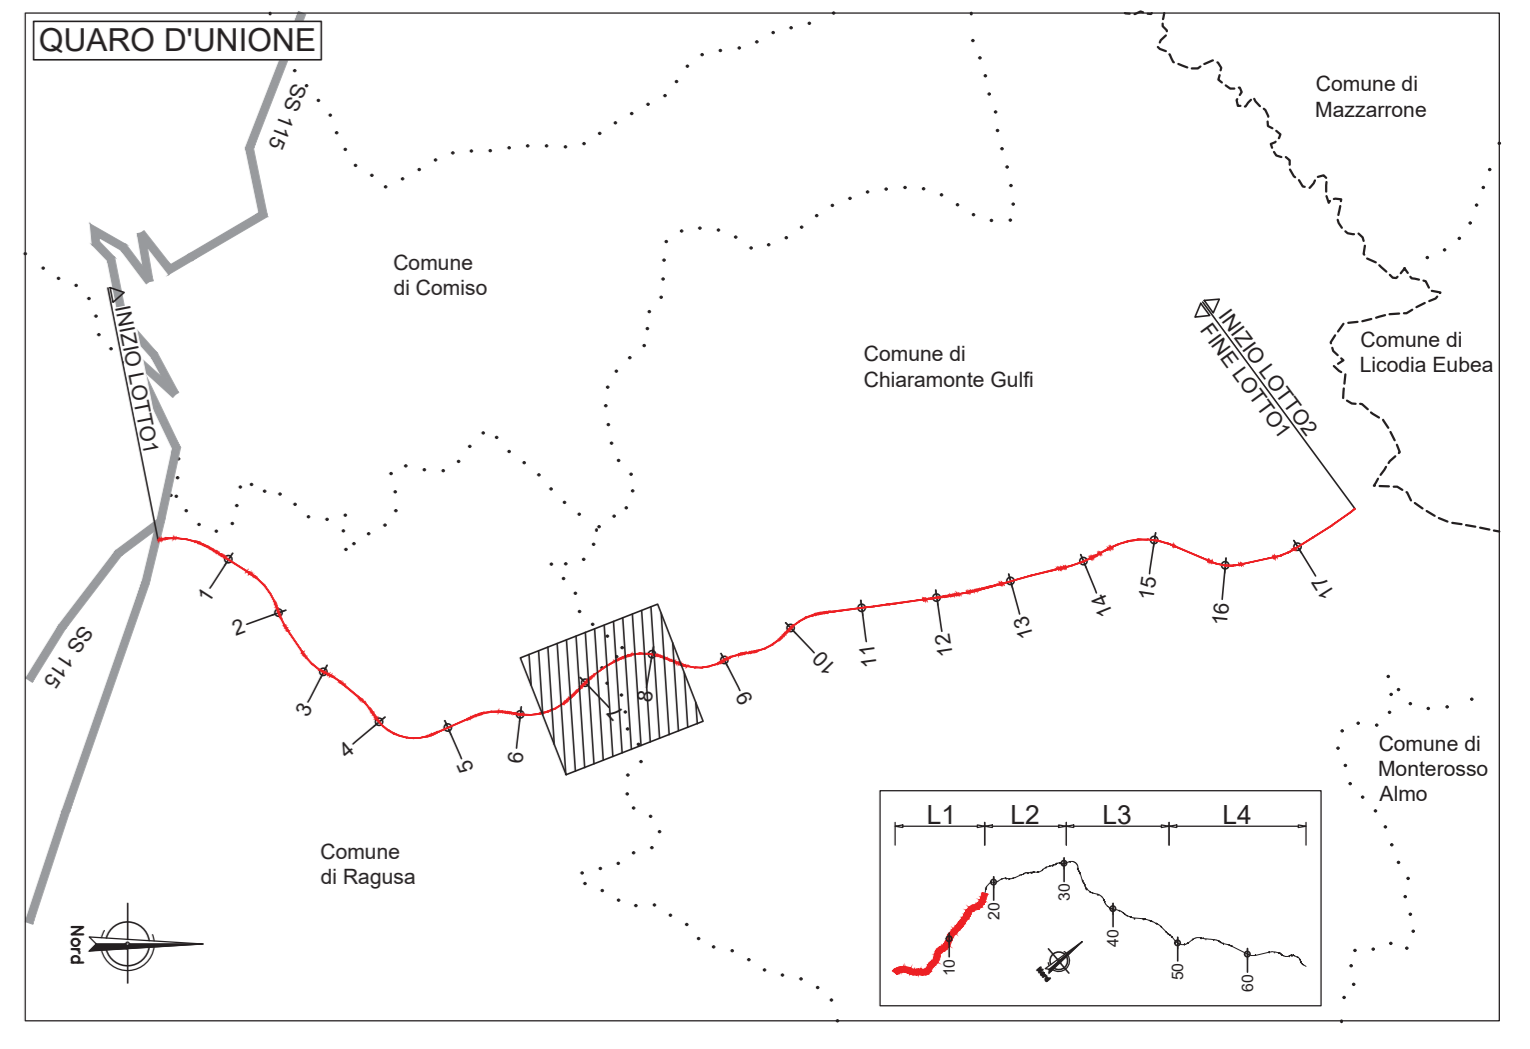 QUARO D'UNIONE
SS 115
Comune di
Mazzarrone
Comune
di Comiso
INIZIO LOTTO1
Comune di
Chiaramonte Gulfi
INIZIO LOTTO2
FINE LOTTO1
Comune di
Licodia Eubea
SS 115
1
2
3
4
5
6
7
8
9
10
11
12
13
14
15
16
17
Comune di
Monterosso
Almo
Comune
di Ragusa
Nord
L1
L2
L3
L4
10
20
30
40
50
60